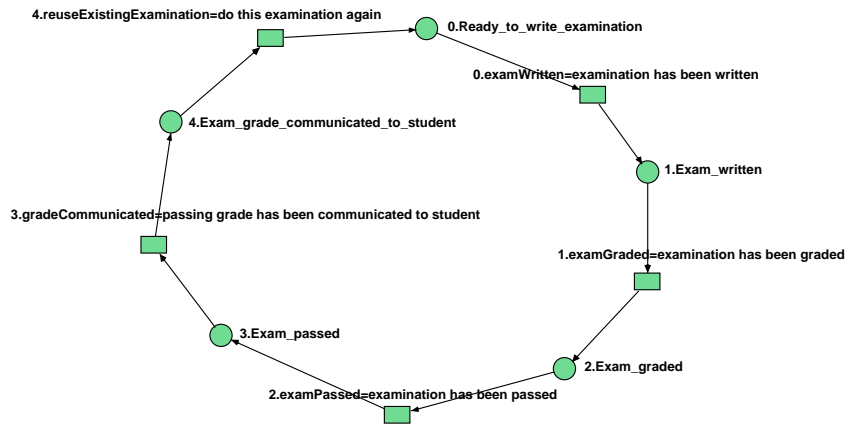 4.reuseExistingExamination=do this examination again
0.Ready_to_write_examination
0.examWritten=examination has been written
4.Exam_grade_communicated_to_student
1.Exam_written
3.gradeCommunicated=passing grade has been communicated to student
1.examGraded=examination has been graded
3.Exam_passed
2.Exam_graded
2.examPassed=examination has been passed